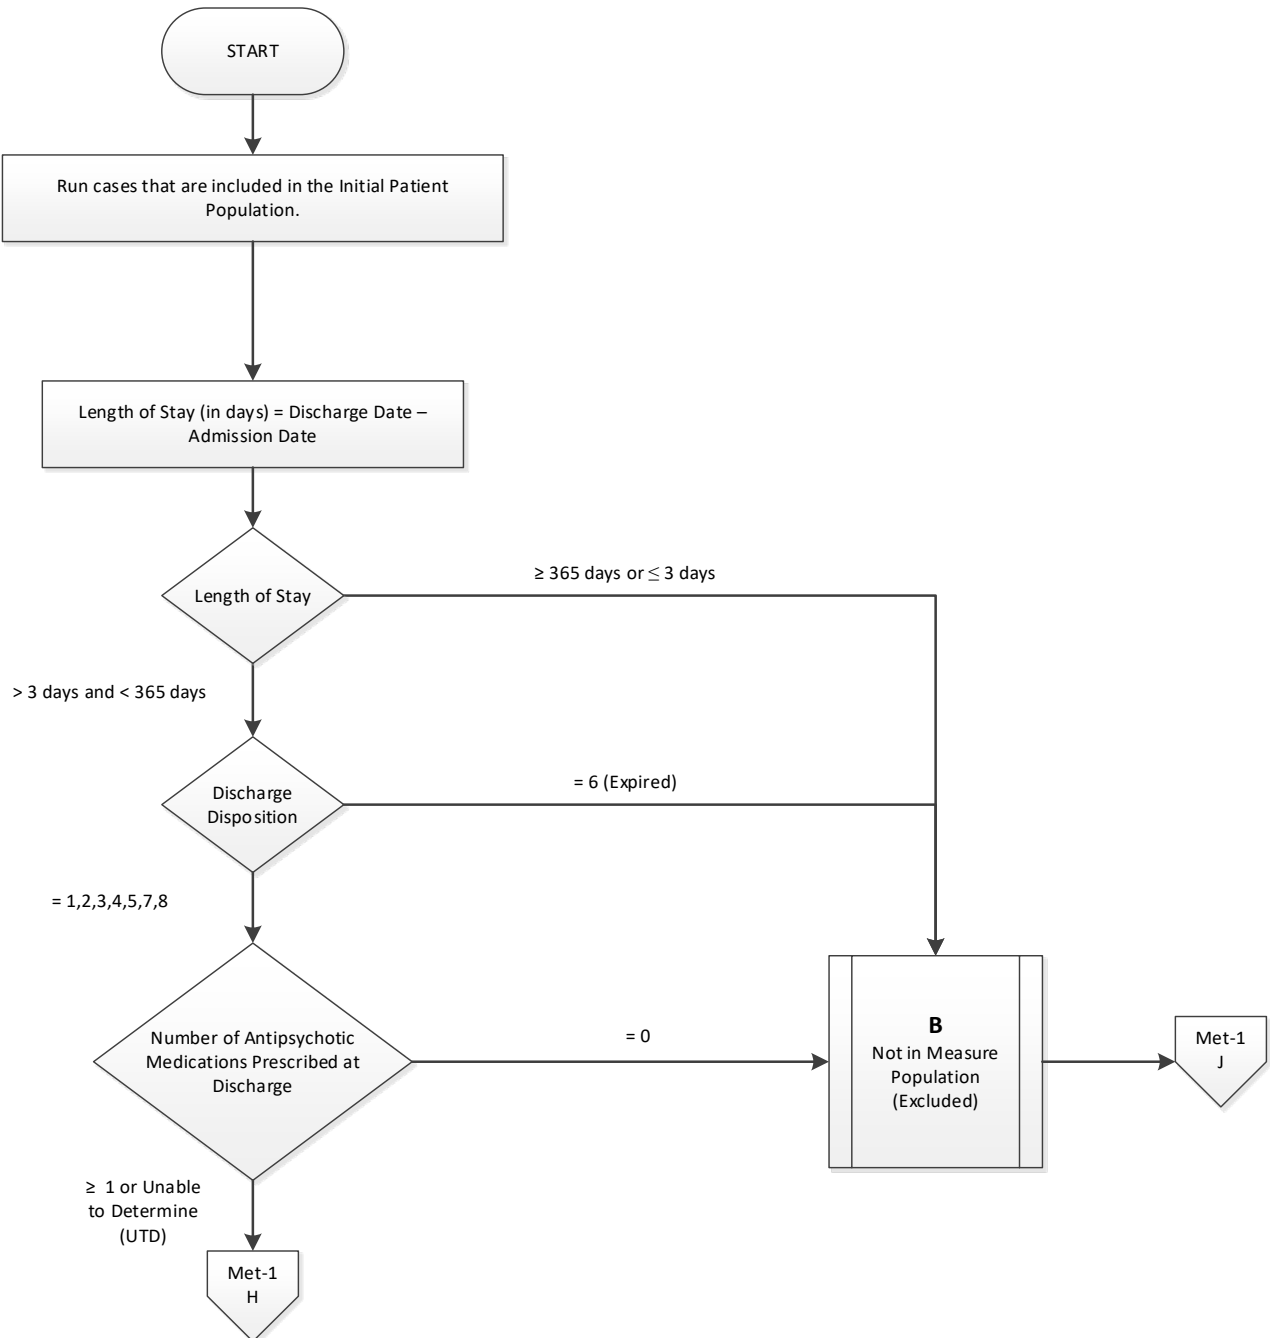 START
Run cases that are included in the Initial Patient
Population.
Length of Stay (in days) = Discharge Date –
Admission Date
Length of Stay
≥ 365 days or ≤ 3 days
> 3 days and < 365 days
Discharge
Disposition
= 6 (Expired)
= 1,2,3,4,5,7,8
Number of Antipsychotic
Medications Prescribed at
Discharge
= 0
B
Not in Measure
Population
(Excluded)
Met-1
J
≥ 1 or Unable
to Determine
(UTD)
Met-1
H